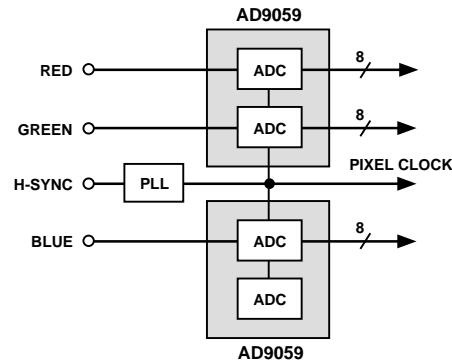 AD9059
RED
ADC
8
GREEN
ADC
8
H-SYNC
PLL
PIXEL CLOCK
BLUE
ADC
8
ADC
AD9059